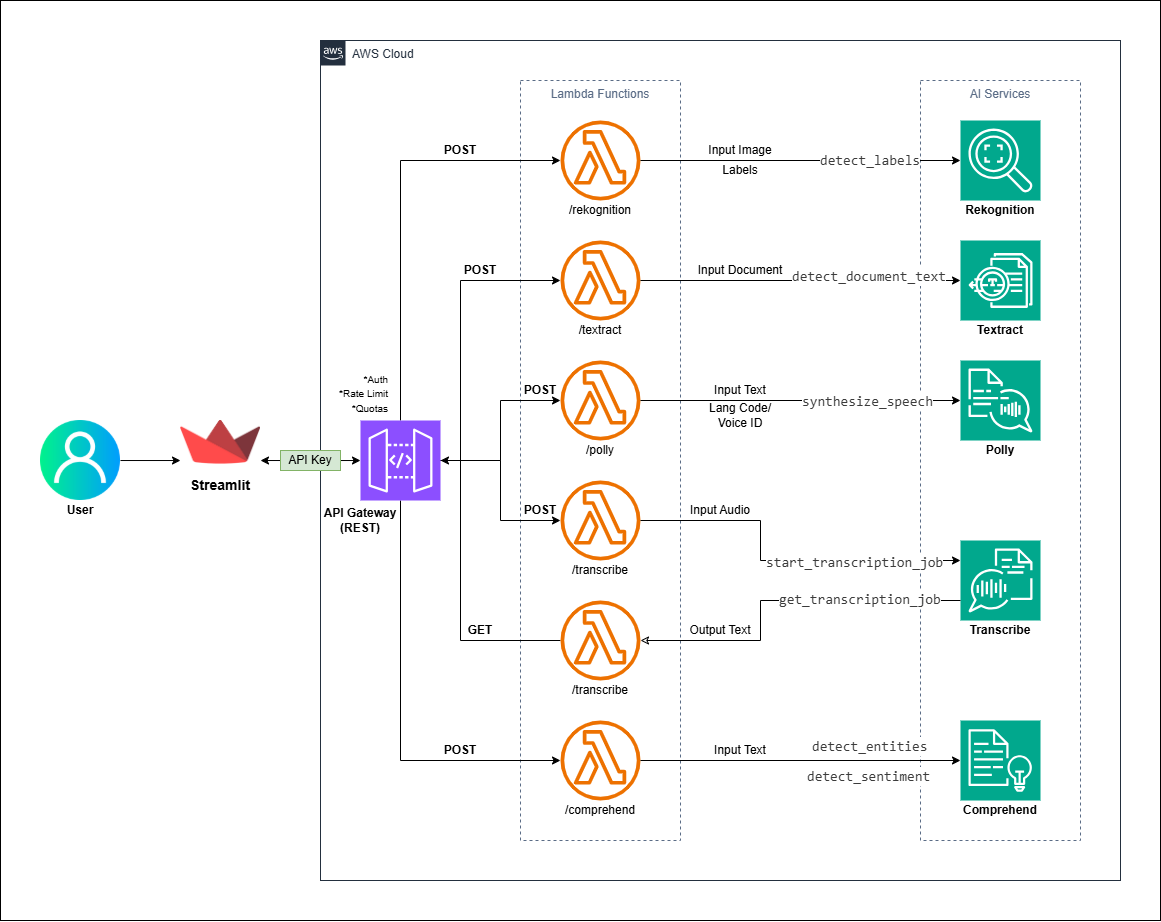 aws
AWS Cloud
Lambda Functions
AI Services
POST
Input Image
Labels
detect_labels
/rekognition
Rekognition
POST
Input Document
detect_document_text
/textract
Textract
*Auth
*Rate Limit
*Quotas
POST
Input Text
Lang Code/
Voice ID
synthesize_speech
/polly
Polly
User
Streamlit
API Key
</>
API Gateway
(REST)
POST
Input Audio
start_transcription_job
/transcribe
get_transcription_job
Transcribe
GET
Output Text
/transcribe
POST
Input Text
detect_entities
detect_sentiment
/comprehend
Comprehend